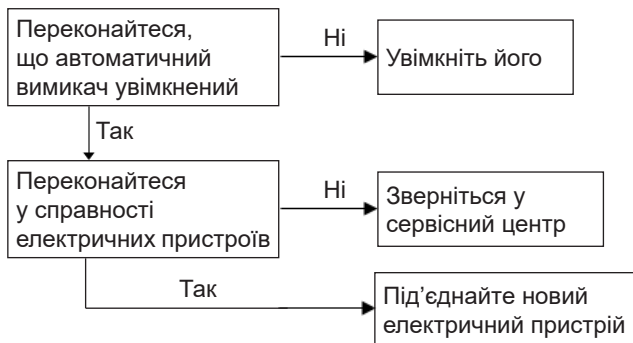 Переконайтеся,
що автоматичний
вимикач увімкнений
Ні
Увімкніть його
Так
Переконайтеся
у справності
електричних пристроїв
Ні
Зверніться у
сервісний центр
Так
Під’єднайте новий
електричний пристрій